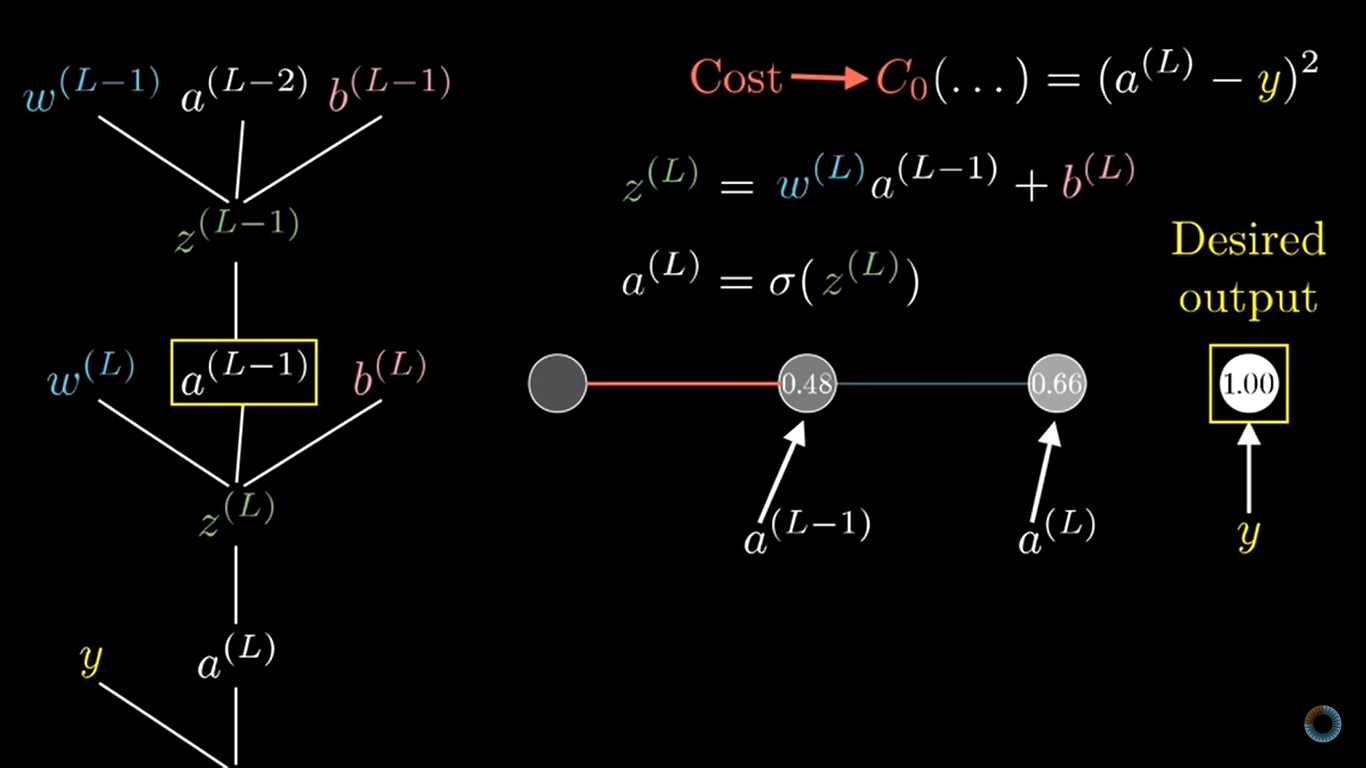 w^(L−1) a^(L−2) b^(L−1)
z^(L−1)
w^(L) a^(L−1) b^(L)
z^(L)
y a^(L)
Cost → C₀(...) = (a^(L) − y)²
z^(L) = w^(L)a^(L−1) + b^(L)
a^(L) = σ(z^(L))
Desired
output
0.48 0.66 1.00
a^(L−1) a^(L) y